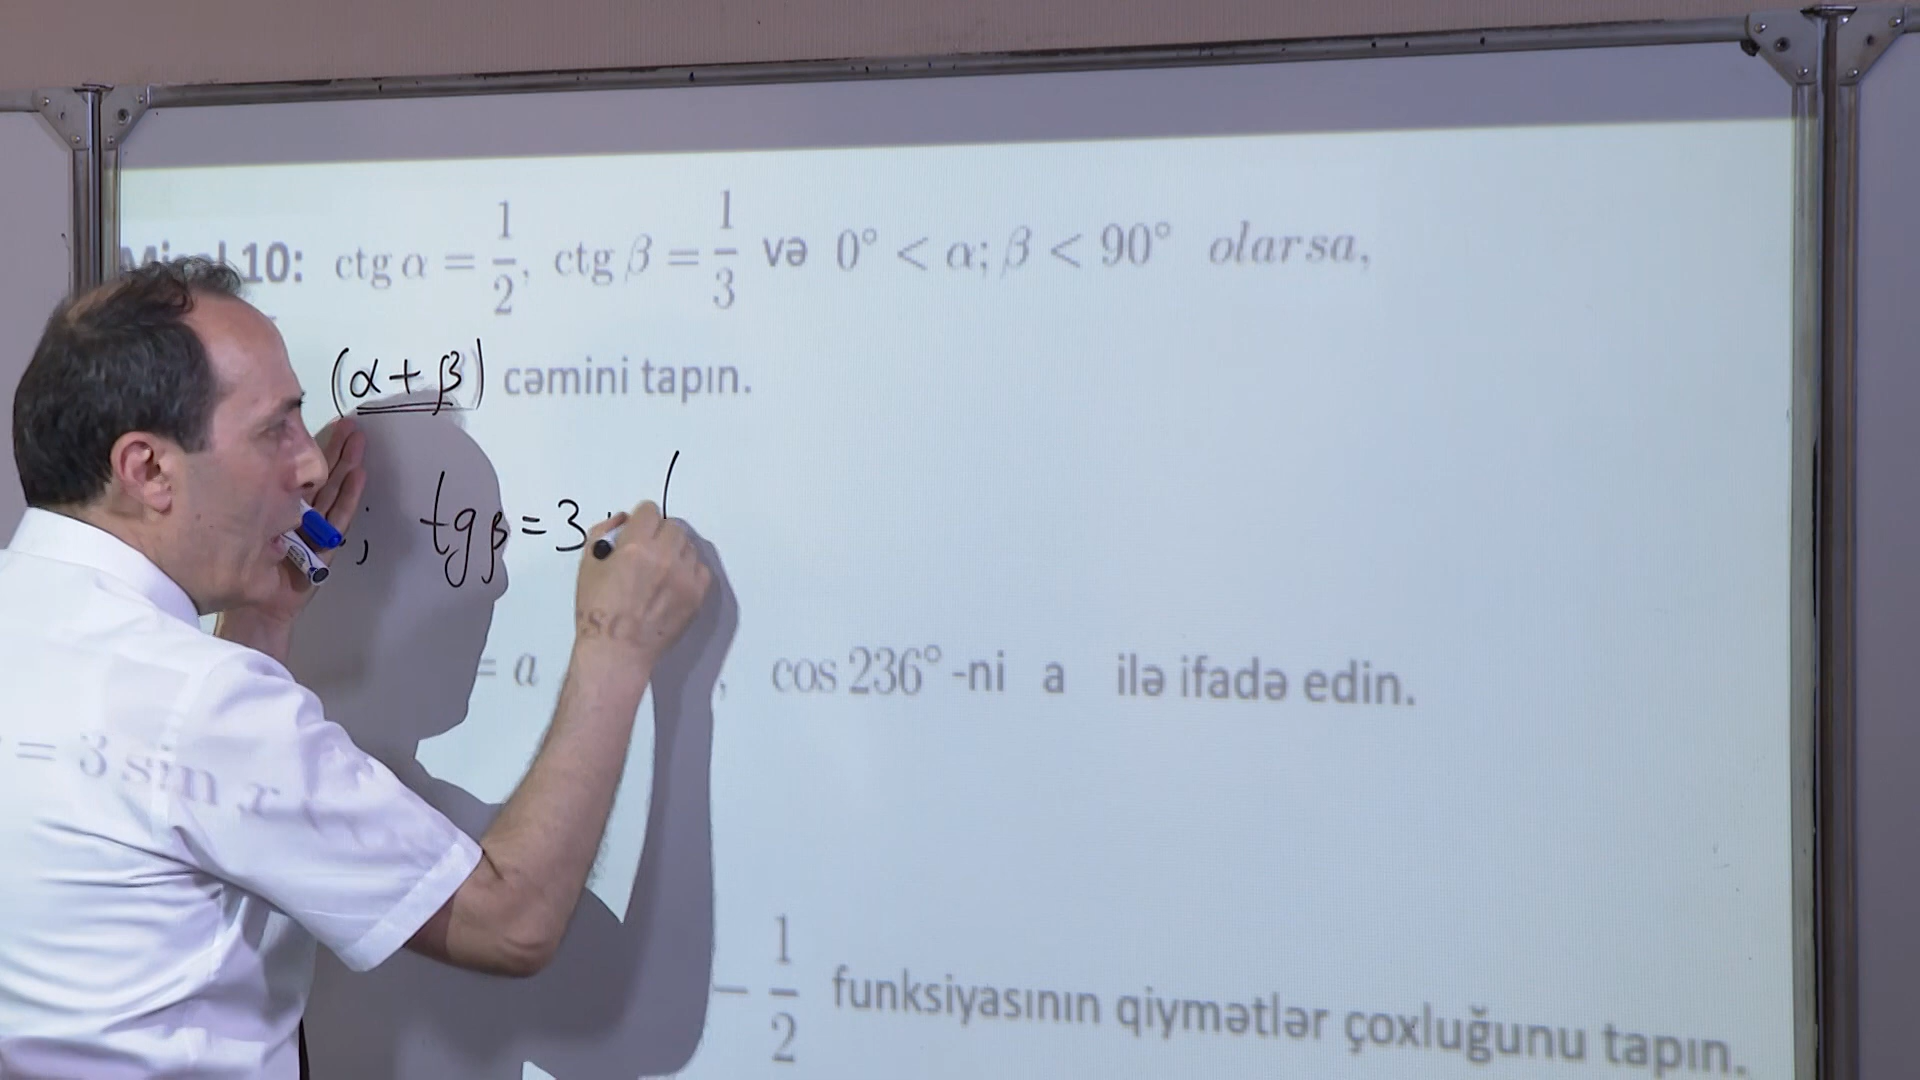 10: ctg α = 1/2, ctg β = 1/3 və 0° < α; β < 90° olarsa,
(α + β) cəmini tapın.
; tg β = 3
= a , cos 236° -ni a ilə ifadə edin.
= 3 sin x
- 1/2 funksiyasının qiymətlər çoxluğunu tapın.